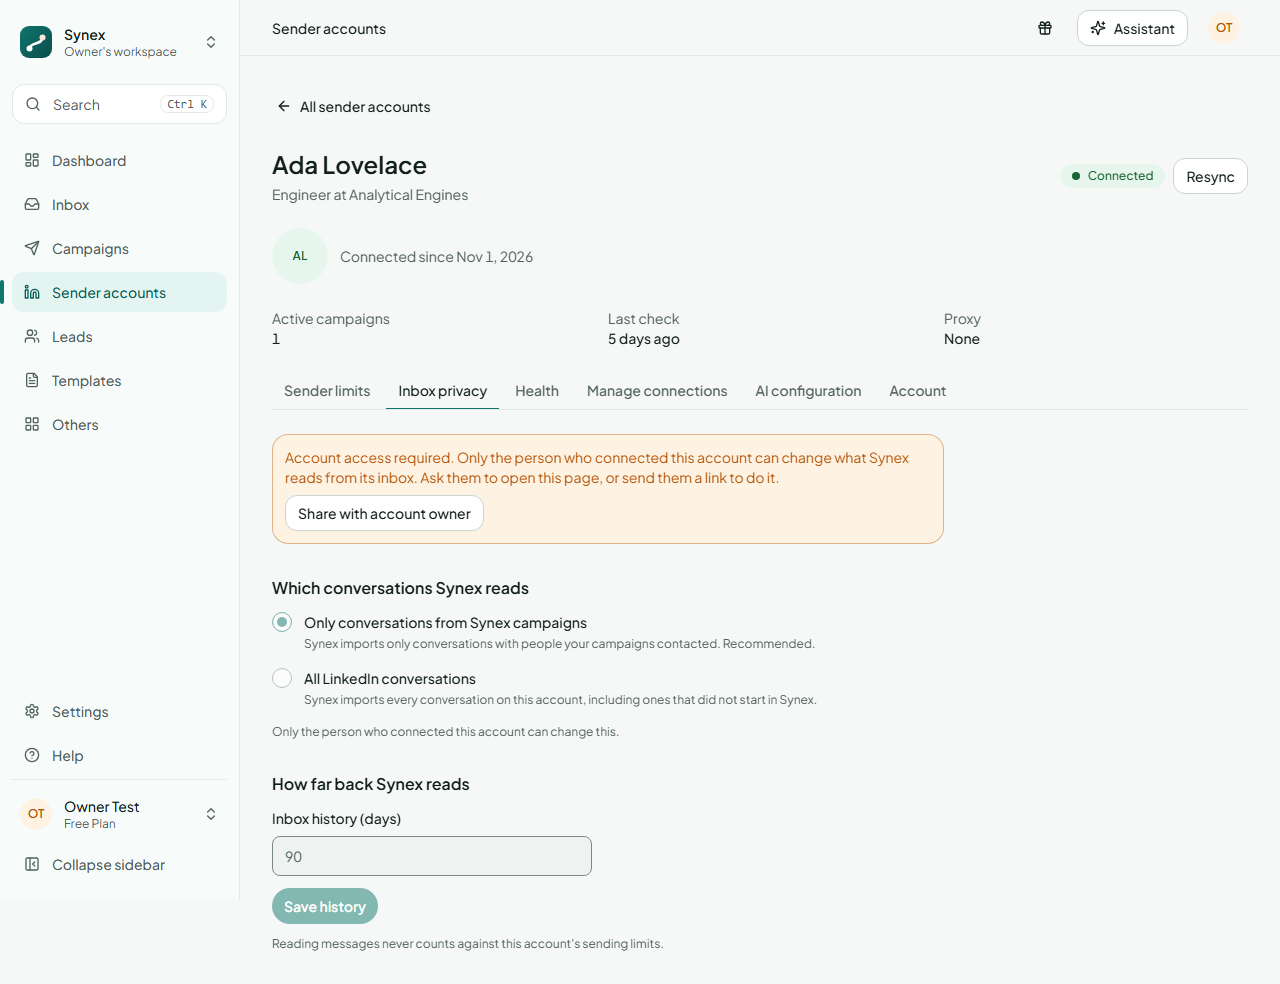 Synex
Owner's workspace
Search
Ctrl K
Dashboard
Inbox
Campaigns
Sender accounts
Leads
Templates
Others
Settings
Help
OT
Owner Test
Free Plan
Collapse sidebar
Sender accounts
Assistant
OT
All sender accounts
Ada Lovelace
Engineer at Analytical Engines
Connected
Resync
AL
Connected since Nov 1, 2026
Active campaigns
1
Last check
5 days ago
Proxy
None
Sender limits
Inbox privacy
Health
Manage connections
AI configuration
Account
Account access required. Only the person who connected this account can change what Synex
reads from its inbox. Ask them to open this page, or send them a link to do it.
Share with account owner
Which conversations Synex reads
Only conversations from Synex campaigns
Synex imports only conversations with people your campaigns contacted. Recommended.
All LinkedIn conversations
Synex imports every conversation on this account, including ones that did not start in Synex.
Only the person who connected this account can change this.
How far back Synex reads
Inbox history (days)
90
Save history
Reading messages never counts against this account's sending limits.